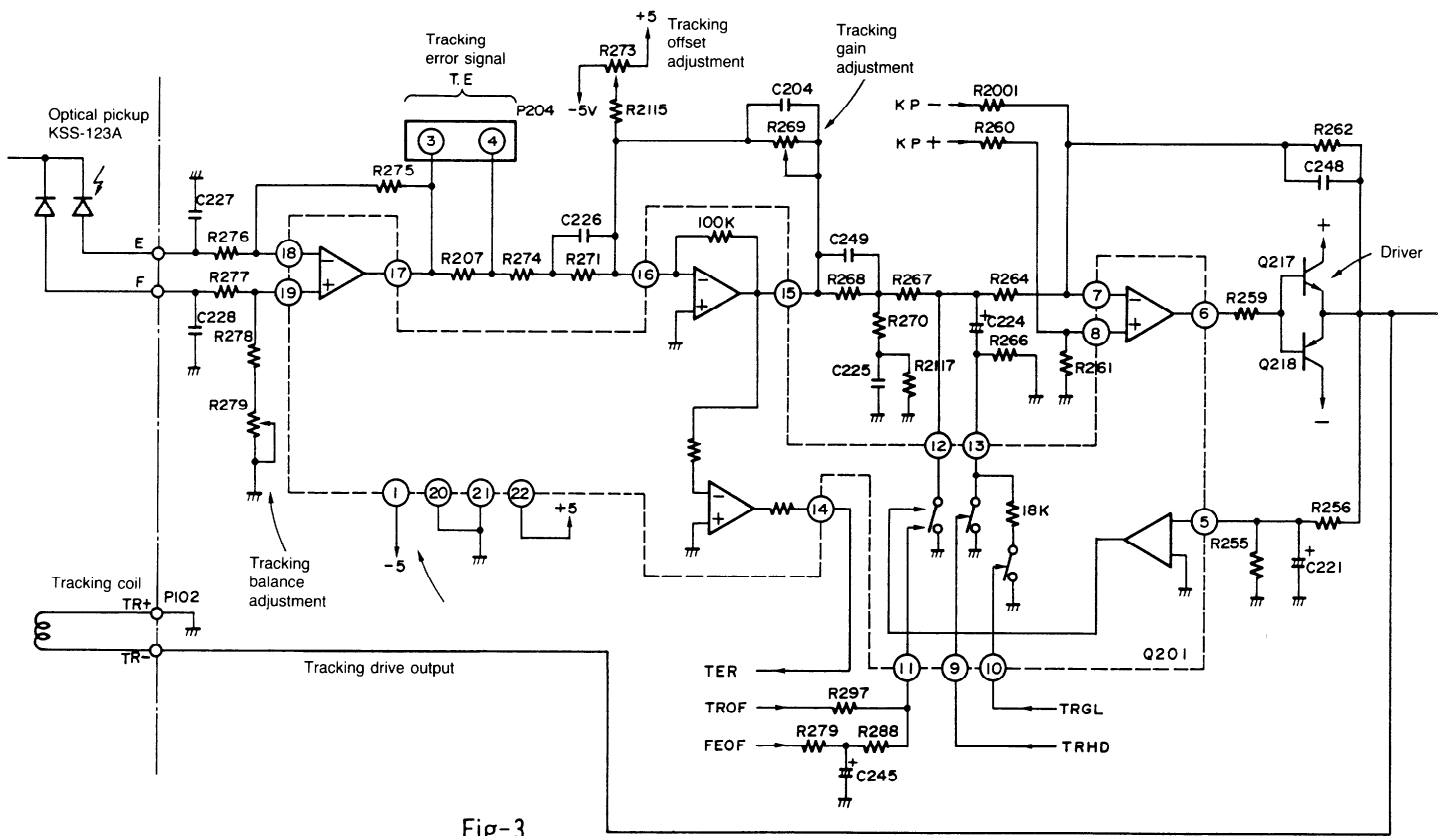 +5
Tracking
error signal
T.E
R273
Tracking
offset
adjustment
Tracking
gain
adjustment
-5V
R2115
C204
R269
P204
3
4
Optical pickup
KSS-123A
KP -
R2001
KP +
R260
R262
C248
R275
C227
C226
100K
C249
E
R276
18
-
+
17
R207
R274
R271
16
-
+
15
R268
R267
R264
7
-
+
6
R259
Q217
+
Driver
F
R277
19
C228
R278
R270
C224
+
8
R266
R261
Q218
-
C225
R2117
R279
12
13
1
20
21
22
+5
-
+
14
18K
5
R256
R255
+
C221
-5
Tracking
balance
adjustment
Tracking coil
TR+
P102
TR-
Tracking drive output
Q201
TER
11
9
10
TROF
R297
TRGL
FEOF
R279
R288
TRHD
+
C245
Fig-3